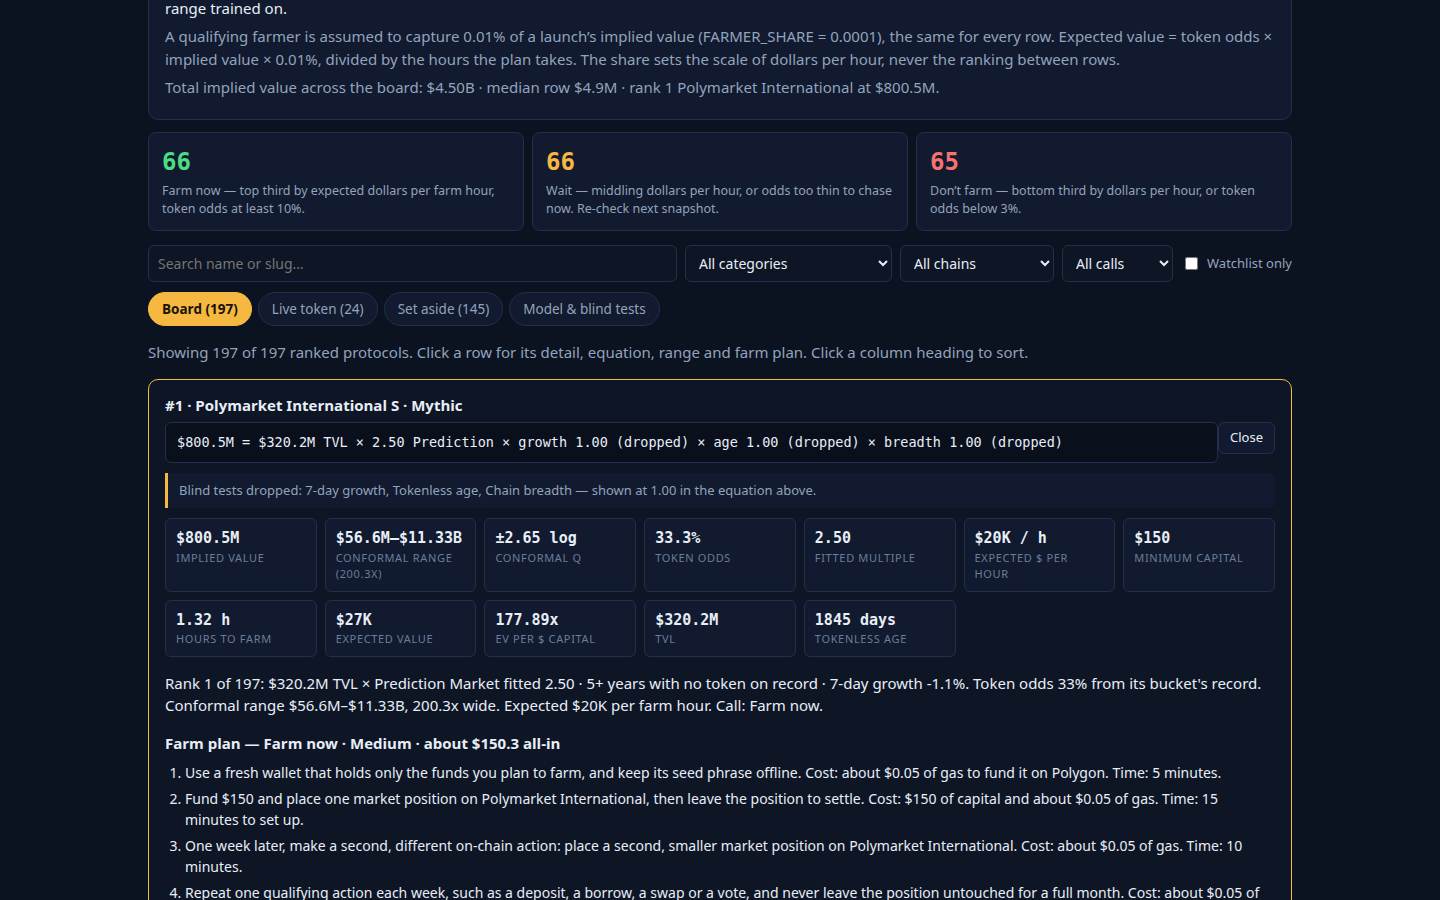 range trained on.
A qualifying farmer is assumed to capture 0.01% of a launch’s implied value (FARMER_SHARE = 0.0001), the same for every row. Expected value = token odds ×
implied value × 0.01%, divided by the hours the plan takes. The share sets the scale of dollars per hour, never the ranking between rows.
Total implied value across the board: $4.50B · median row $4.9M · rank 1 Polymarket International at $800.5M.
66
Farm now — top third by expected dollars per farm hour,
token odds at least 10%.
66
Wait — middling dollars per hour, or odds too thin to chase
now. Re-check next snapshot.
65
Don’t farm — bottom third by dollars per hour, or token
odds below 3%.
Search name or slug...
All categories
All chains
All calls
Watchlist only
Board (197)
Live token (24)
Set aside (145)
Model & blind tests
Showing 197 of 197 ranked protocols. Click a row for its detail, equation, range and farm plan. Click a column heading to sort.
#1 · Polymarket International S · Mythic
$800.5M = $320.2M TVL × 2.50 Prediction × growth 1.00 (dropped) × age 1.00 (dropped) × breadth 1.00 (dropped)
Close
Blind tests dropped: 7-day growth, Tokenless age, Chain breadth — shown at 1.00 in the equation above.
$800.5M
IMPLIED VALUE
$56.6M–$11.33B
CONFORMAL RANGE
(200.3X)
±2.65 log
CONFORMAL Q
33.3%
TOKEN ODDS
2.50
FITTED MULTIPLE
$20K / h
EXPECTED $ PER
HOUR
$150
MINIMUM CAPITAL
1.32 h
HOURS TO FARM
$27K
EXPECTED VALUE
177.89x
EV PER $ CAPITAL
$320.2M
TVL
1845 days
TOKENLESS AGE
Rank 1 of 197: $320.2M TVL × Prediction Market fitted 2.50 · 5+ years with no token on record · 7-day growth -1.1%. Token odds 33% from its bucket's record.
Conformal range $56.6M–$11.33B, 200.3x wide. Expected $20K per farm hour. Call: Farm now.
Farm plan — Farm now · Medium · about $150.3 all-in
1. Use a fresh wallet that holds only the funds you plan to farm, and keep its seed phrase offline. Cost: about $0.05 of gas to fund it on Polygon. Time: 5 minutes.
2. Fund $150 and place one market position on Polymarket International, then leave the position to settle. Cost: $150 of capital and about $0.05 of gas. Time: 15
minutes to set up.
3. One week later, make a second, different on-chain action: place a second, smaller market position on Polymarket International. Cost: about $0.05 of gas. Time: 10
minutes.
4. Repeat one qualifying action each week, such as a deposit, a borrow, a swap or a vote, and never leave the position untouched for a full month. Cost: about $0.05 of